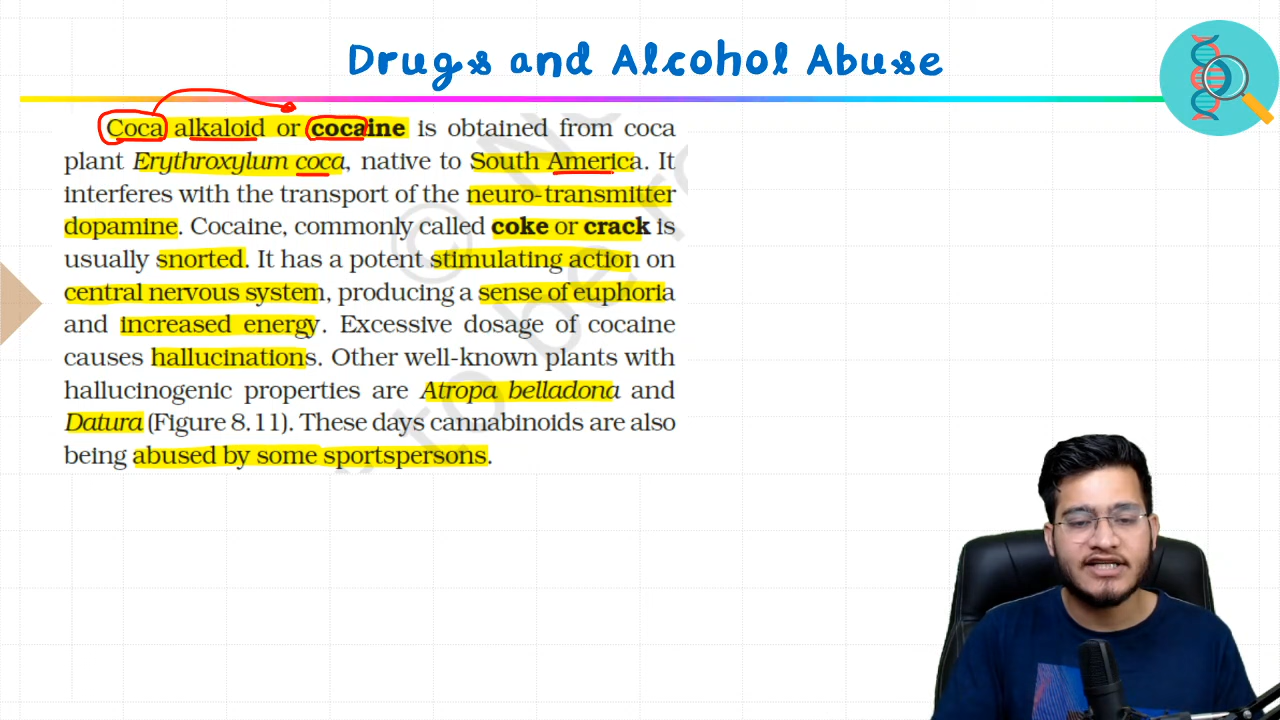 Drugs and Alcohol Abuse
Coca alkaloid or cocaine is obtained from coca
plant Erythroxylum coca, native to South America. It
interferes with the transport of the neuro-transmitter
dopamine. Cocaine, commonly called coke or crack is
usually snorted. It has a potent stimulating action on
central nervous system, producing a sense of euphoria
and increased energy. Excessive dosage of cocaine
causes hallucinations. Other well-known plants with
hallucinogenic properties are Atropa belladona and
Datura (Figure 8.11). These days cannabinoids are also
being abused by some sportspersons.